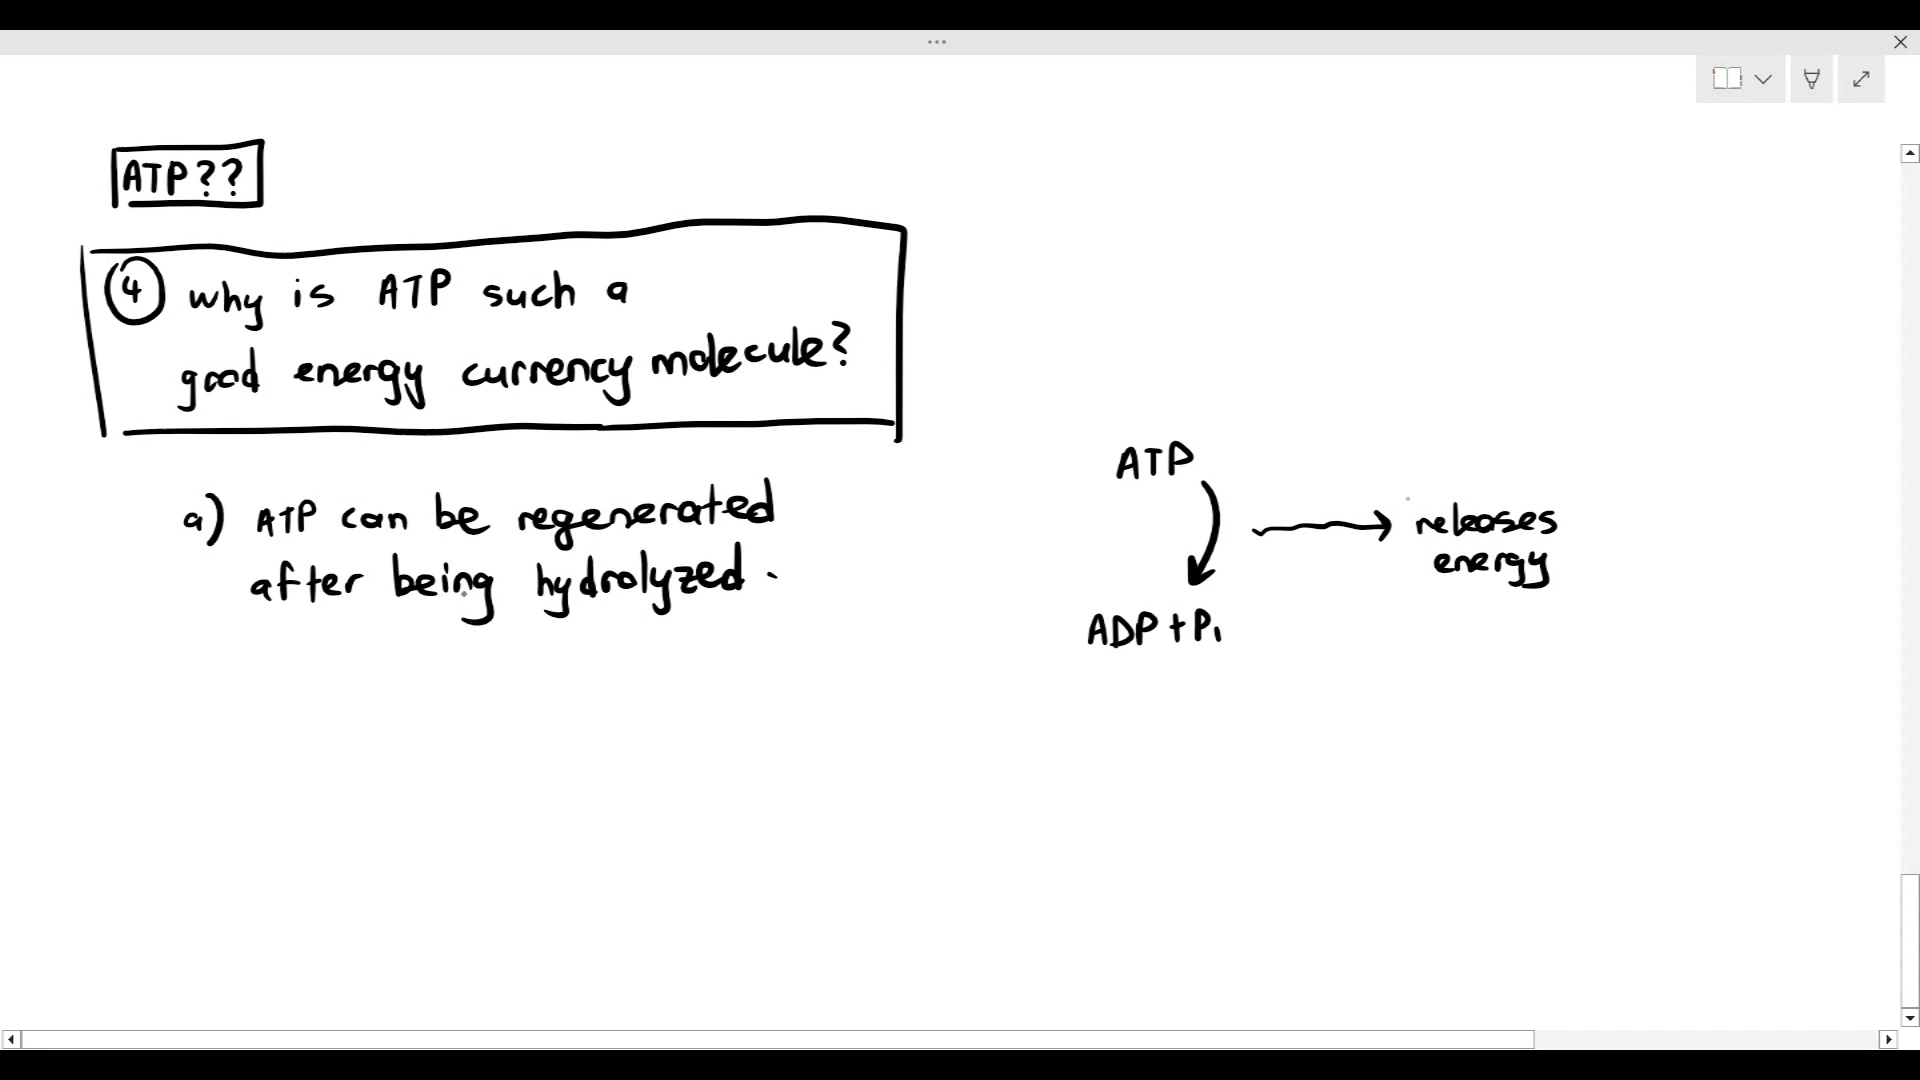 ATP??
4 why is ATP such a
good energy currency molecule?
a) ATP can be regenerated
after being hydrolyzed.
ATP
releases
energy
ADP + Pi